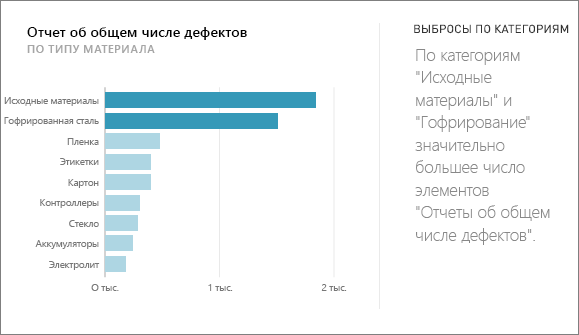 Отчет об общем числе дефектов
ПО ТИПУ МАТЕРИАЛА
Исходные материалы
Гофрированная сталь
Пленка
Этикетки
Картон
Контроллеры
Стекло
Аккумуляторы
Электролит
0 тыс.
1 тыс.
2 тыс.
ВЫБРОСЫ ПО КАТЕГОРИЯМ
По категориям
"Исходные
материалы" и
"Гофрирование"
значительно
большее число
элементов
"Отчеты об общем
числе дефектов".